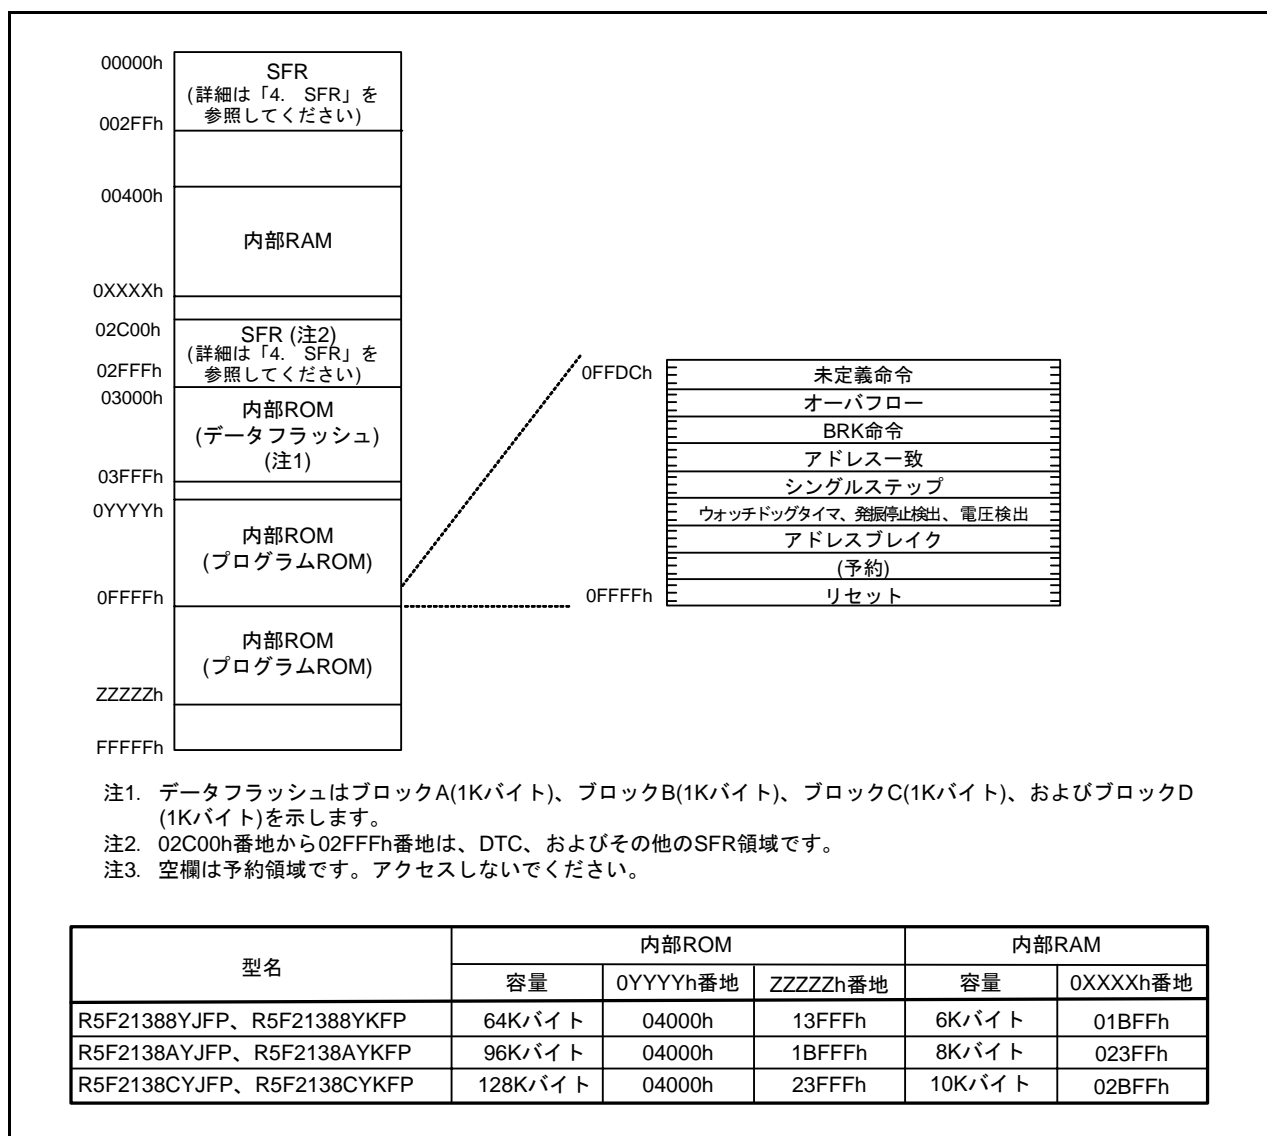 00000h
SFR
(詳細は「4. SFR」を
参照してください)
002FFh
00400h
内部RAM
0XXXXh
02C00h
SFR (注2)
(詳細は「4. SFR」を
参照してください)
02FFFh
03000h
内部ROM
(データフラッシュ)
(注1)
03FFFh
0YYYYh
内部ROM
(プログラムROM)
0FFFFh
内部ROM
(プログラムROM)
ZZZZZh
FFFFFh
0FFDCh
未定義命令
オーバフロー
BRK命令
アドレス一致
シングルステップ
ウォッチドッグタイマ、発振停止検出、電圧検出
アドレスブレイク
(予約)
0FFFFh
リセット
注1. データフラッシュはブロックA(1Kバイト)、ブロックB(1Kバイト)、ブロックC(1Kバイト)、およびブロックD
(1Kバイト)を示します。
注2. 02C00h番地から02FFFh番地は、DTC、およびその他のSFR領域です。
注3. 空欄は予約領域です。アクセスしないでください。
型名 内部ROM 内部RAM
容量 0YYYYh番地 ZZZZZh番地 容量 0XXXXh番地
R5F21388YJFP、R5F21388YKFP 64Kバイト 04000h 13FFFh 6Kバイト 01BFFh
R5F2138AYJFP、R5F2138AYKFP 96Kバイト 04000h 1BFFFh 8Kバイト 023FFh
R5F2138CYJFP、R5F2138CYKFP 128Kバイト 04000h 23FFFh 10Kバイト 02BFFh